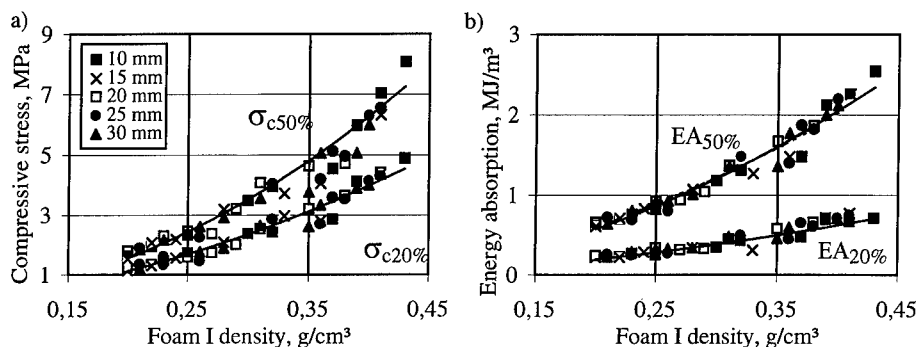 a)
Compressive stress, MPa
9
7
5
3
1
10 mm
15 mm
20 mm
25 mm
30 mm
σc50%
σc20%
0,15
0,25
0,35
0,45
Foam I density, g/cm³
b)
Energy absorption, MJ/m³
3
2
1
0
EA50%
EA20%
0,15
0,25
0,35
0,45
Foam I density, g/cm³